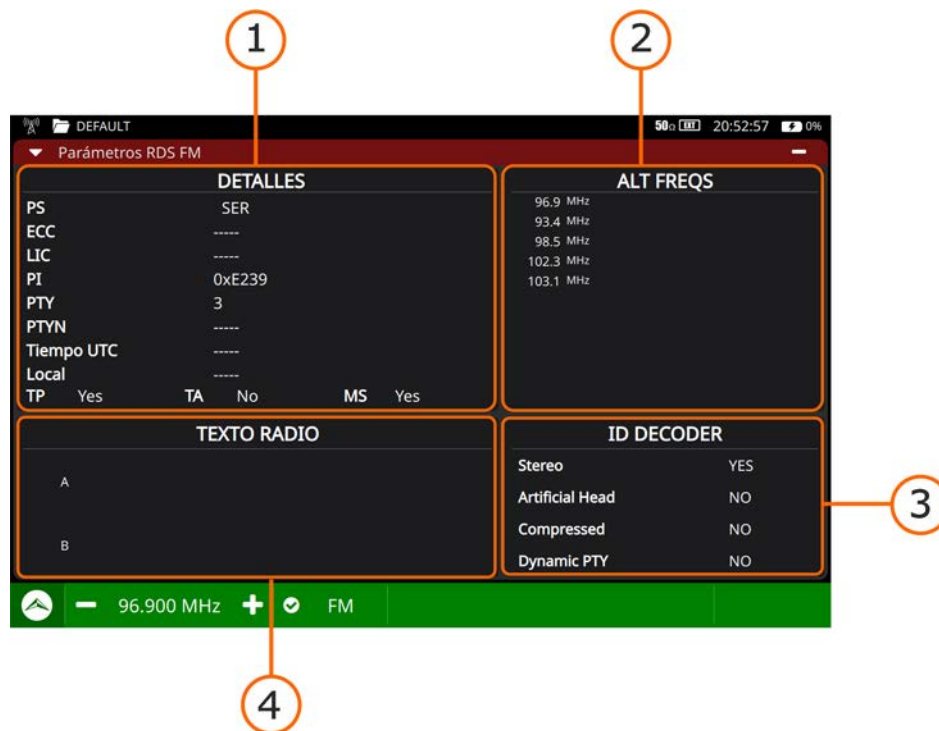 1
2
DEFAULT
50Ω EXT 20:52:57 0%
Parámetros RDS FM
DETALLES
PS SER
ECC -----
LIC -----
PI 0xE239
PTY 3
PTYN -----
Tiempo UTC -----
Local -----
TP Yes TA No MS Yes
ALT FREQS
96.9 MHz
93.4 MHz
98.5 MHz
102.3 MHz
103.1 MHz
TEXTO RADIO
A
B
ID DECODER
Stereo YES
Artificial Head NO
Compressed NO
Dynamic PTY NO
3
96.900 MHz + FM
4